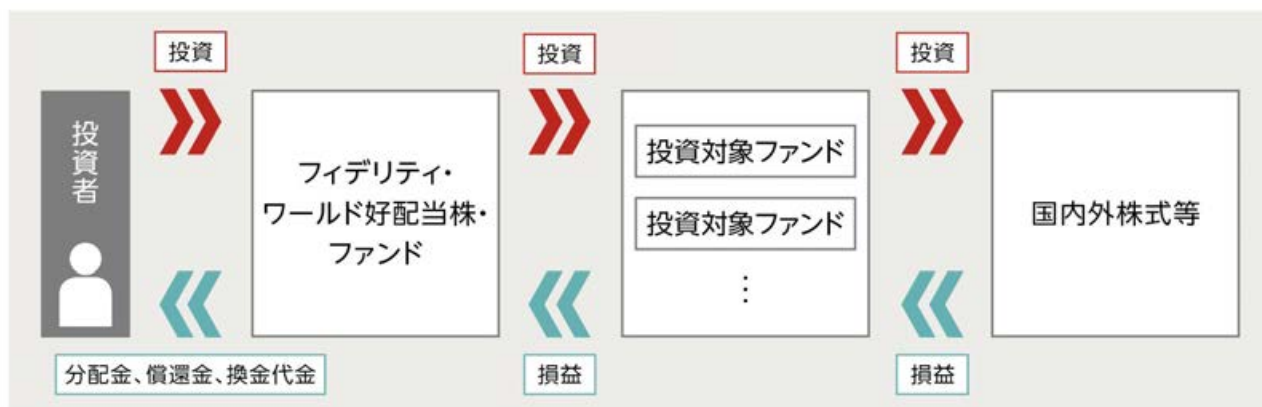 投資
投資
投資
投資者
フィデリティ・
ワールド好配当株・
ファンド
投資対象ファンド
投資対象ファンド
⋮
国内外株式等
分配金、償還金、換金代金
損益
損益